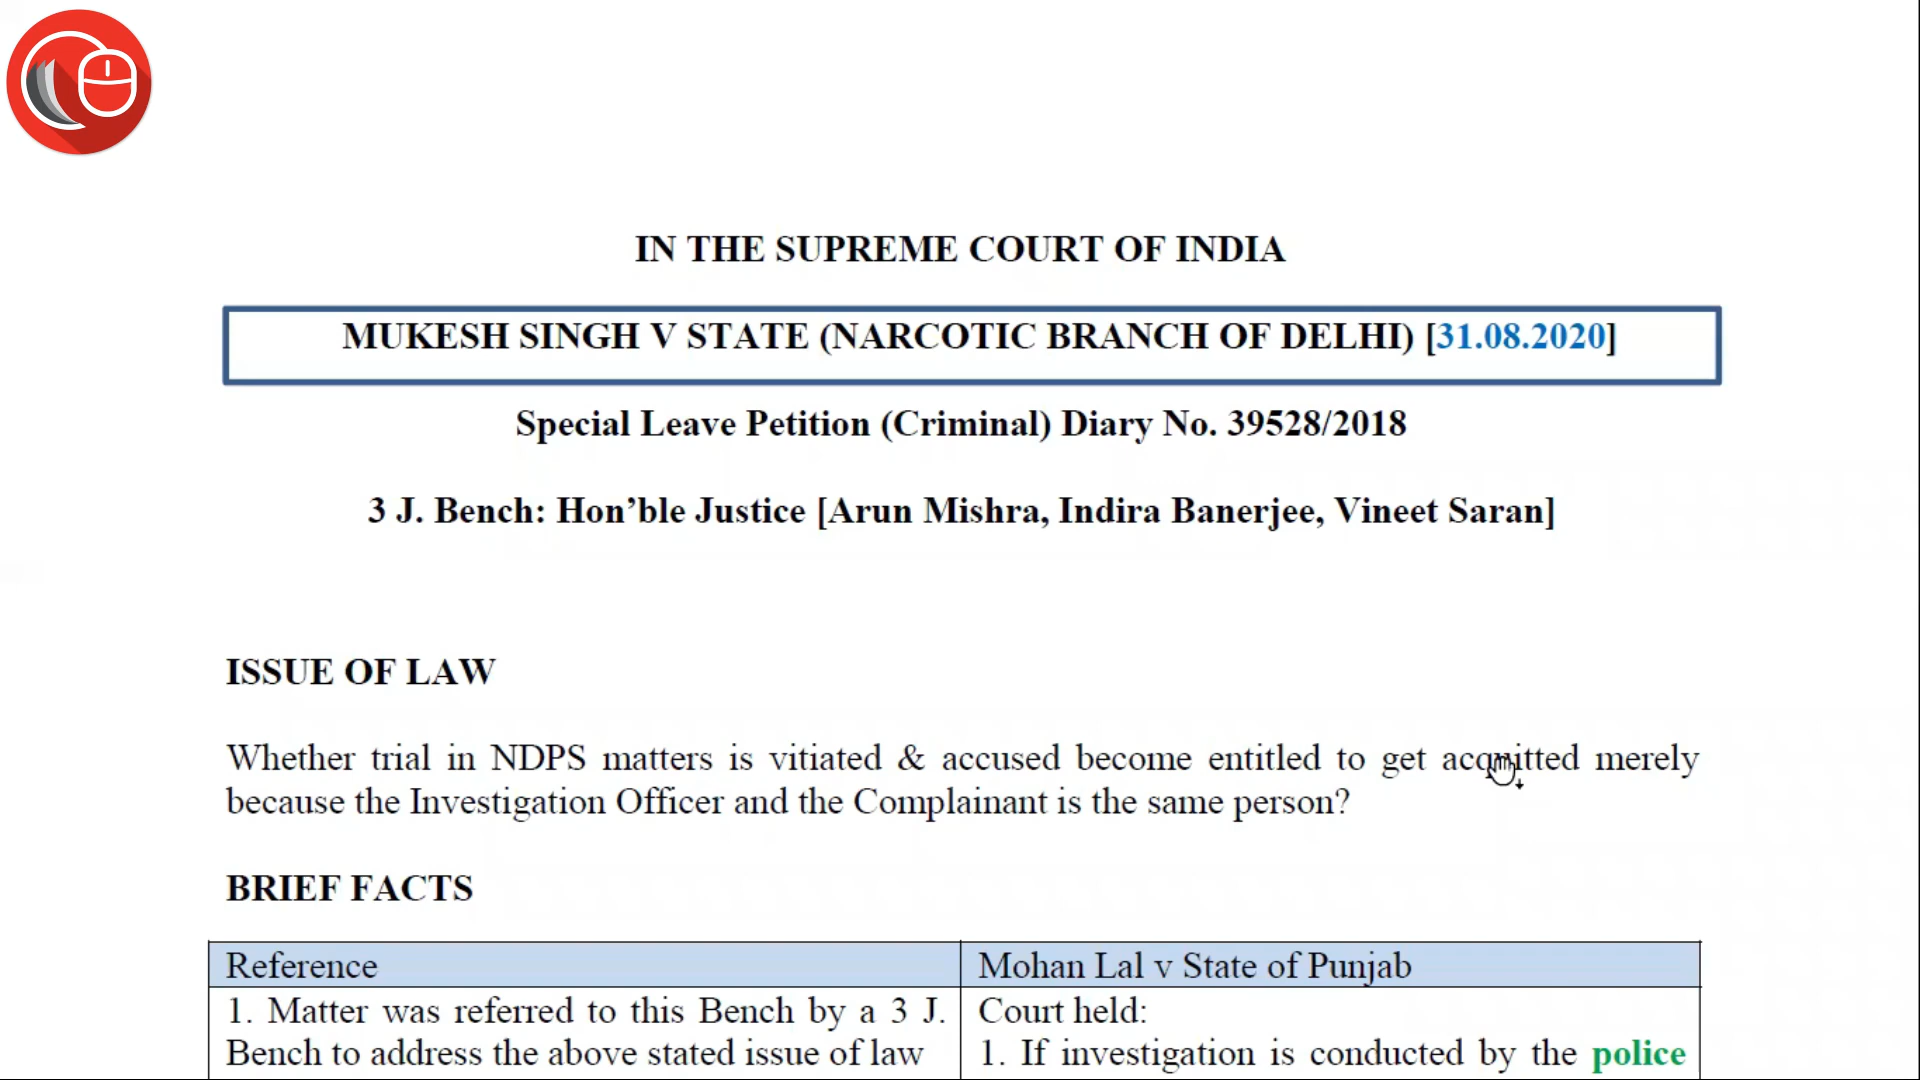 IN THE SUPREME COURT OF INDIA
MUKESH SINGH V STATE (NARCOTIC BRANCH OF DELHI) [31.08.2020]
Special Leave Petition (Criminal) Diary No. 39528/2018
3 J. Bench: Hon’ble Justice [Arun Mishra, Indira Banerjee, Vineet Saran]
ISSUE OF LAW
Whether trial in NDPS matters is vitiated & accused become entitled to get acquitted merely
because the Investigation Officer and the Complainant is the same person?
BRIEF FACTS
Reference
1. Matter was referred to this Bench by a 3 J.
Bench to address the above stated issue of law
Mohan Lal v State of Punjab
Court held:
1. If investigation is conducted by the police